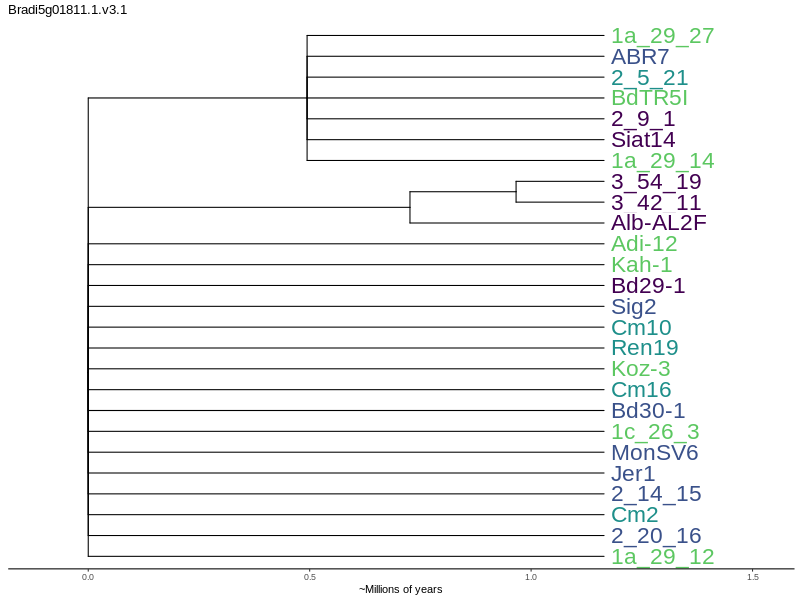 Bradi5g01811.1.v3.1
1a_29_27
ABR7
2_5_21
BdTR5I
2_9_1
Siat14
1a_29_14
3_54_19
3_42_11
Alb-AL2F
Adi-12
Kah-1
Bd29-1
Sig2
Cm10
Ren19
Koz-3
Cm16
Bd30-1
1c_26_3
MonSV6
Jer1
2_14_15
Cm2
2_20_16
1a_29_12
0.0 0.5 1.0 1.5
~Millions of years